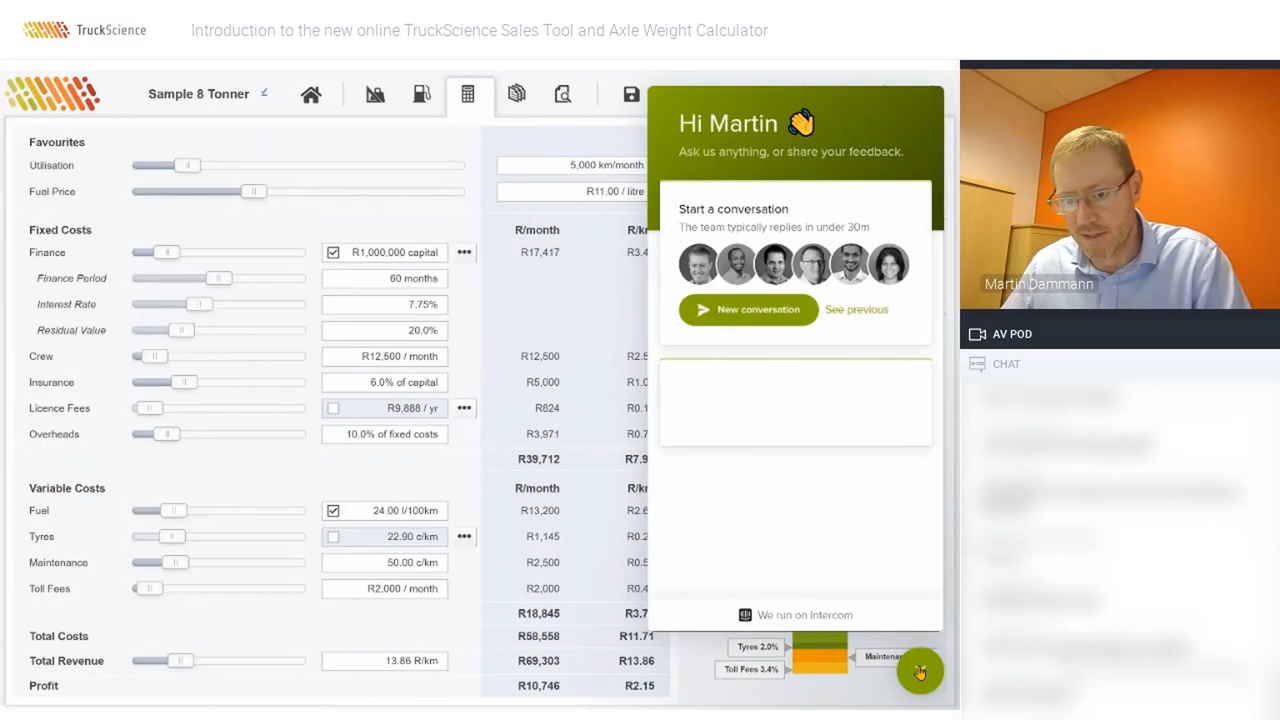 TruckScience
Introduction to the new online TruckScience Sales Tool and Axle Weight Calculator
Sample 8 Tonner
Favourites
Utilisation 5,000 km/month
Fuel Price R11.00 / litre
Fixed Costs R/month
Finance R1,000,000 capital ••• R17,417
Finance Period 60 months
Interest Rate 7.75%
Residual Value 20.0%
Crew R12,500 / month R12,500
Insurance 6.0% of capital R5,000
Licence Fees R9,888 / yr ••• R824
Overheads 10.0% of fixed costs R3,971
R39,712
Variable Costs R/month
Fuel 24.00 l/100km R13,200
Tyres 22.90 c/km ••• R1,145
Maintenance 50.00 c/km R2,500
Toll Fees R2,000 / month R2,000
R18,845
Total Costs R58,558 R11.71
Total Revenue 13.86 R/km R69,303 R13.86
Profit R10,746 R2.15
Hi Martin
Ask us anything, or share your feedback.
Start a conversation
The team typically replies in under 30m
New conversation See previous
We run on Intercom
Tyres 2.0%
Toll Fees 3.4%
Martin Dammann
AV POD
CHAT